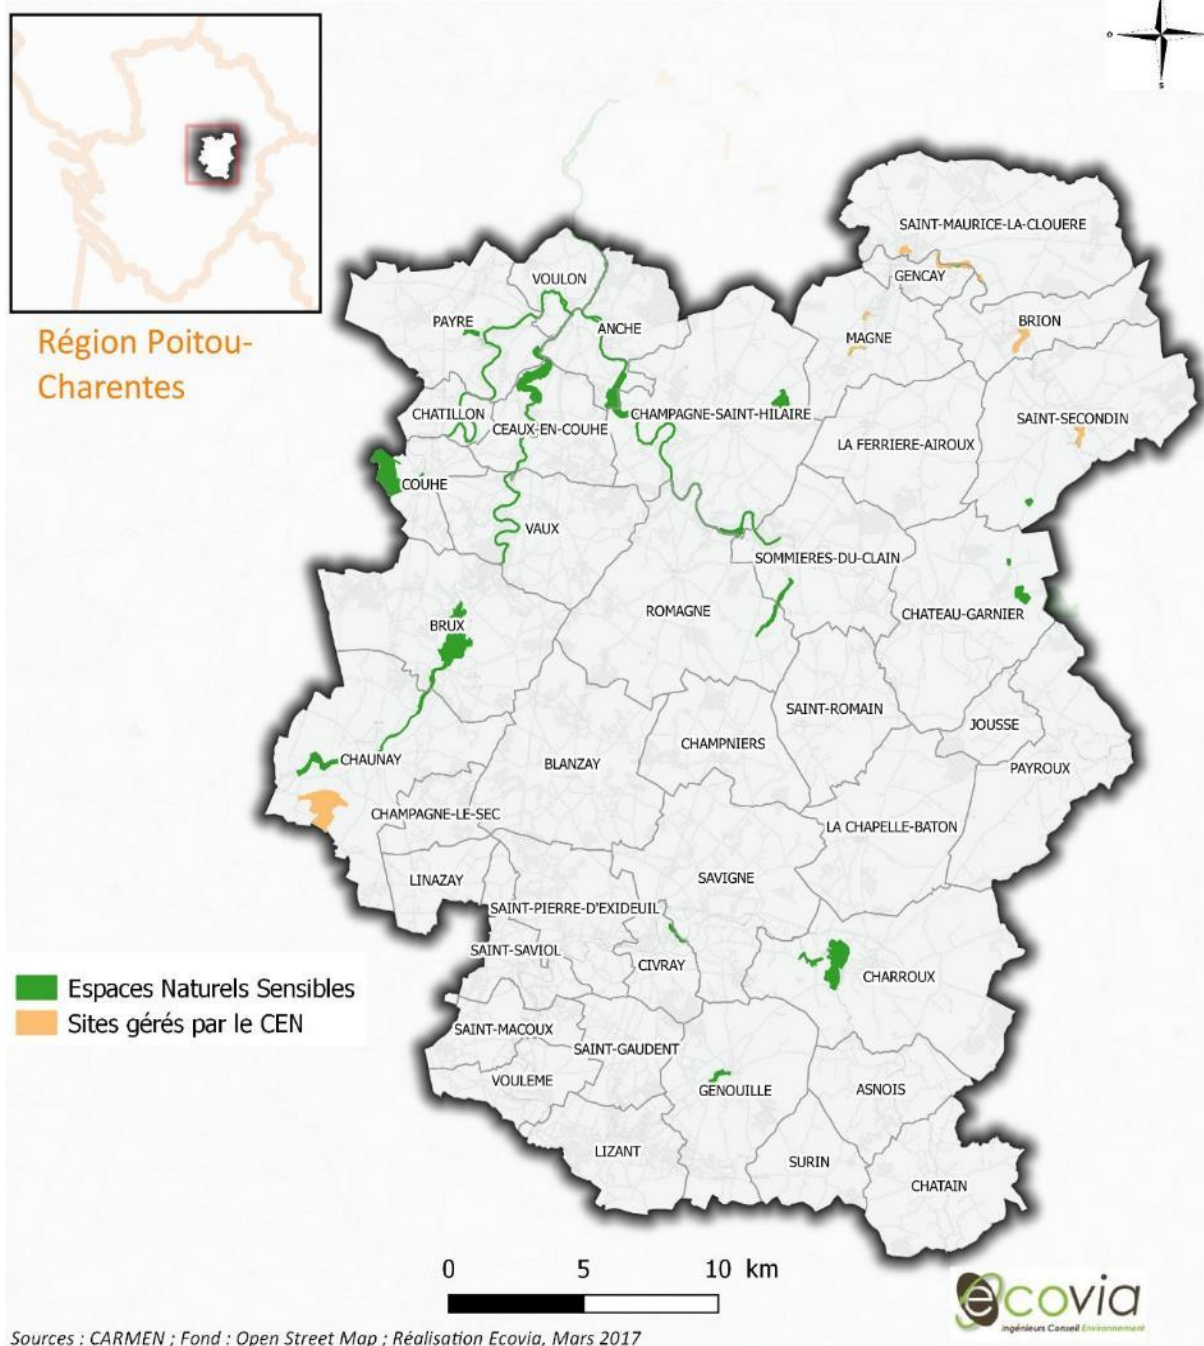 O
S
Région Poitou-
Charentes
SAINT-MAURICE-LA-CLOUERE
GENCAY
VOULON
PAYRE
ANCHE
MAGNE
BRION
CHATILLON
CEAUX-EN-COUHE
CHAMPAGNE-SAINT-HILAIRE
LA FERRIERE-AIROUX
SAINT-SECONDIN
COUHE
VAUX
SOMMIERES-DU-CLAIN
BRUX
ROMAGNE
CHATEAU-GARNIER
SAINT-ROMAIN
JOUSSE
CHAUNAY
BLANZAY
CHAMPNIERS
PAYROUX
CHAMPAGNE-LE-SEC
LA CHAPELLE-BATON
LINAZAY
SAVIGNE
SAINT-PIERRE-D'EXIDEUIL
SAINT-SAVIOL
CIVRAY
CHARROUX
Espaces Naturels Sensibles
Sites gérés par le CEN
SAINT-MACOUX
SAINT-GAUDENT
VOULEME
GENOUILLE
ASNOIS
LIZANT
SURIN
CHATAIN
0 5 10 km
ecovia
Ingénieurs Conseil Environnement
Sources : CARMEN ; Fond : Open Street Map ; Réalisation Ecovia, Mars 2017